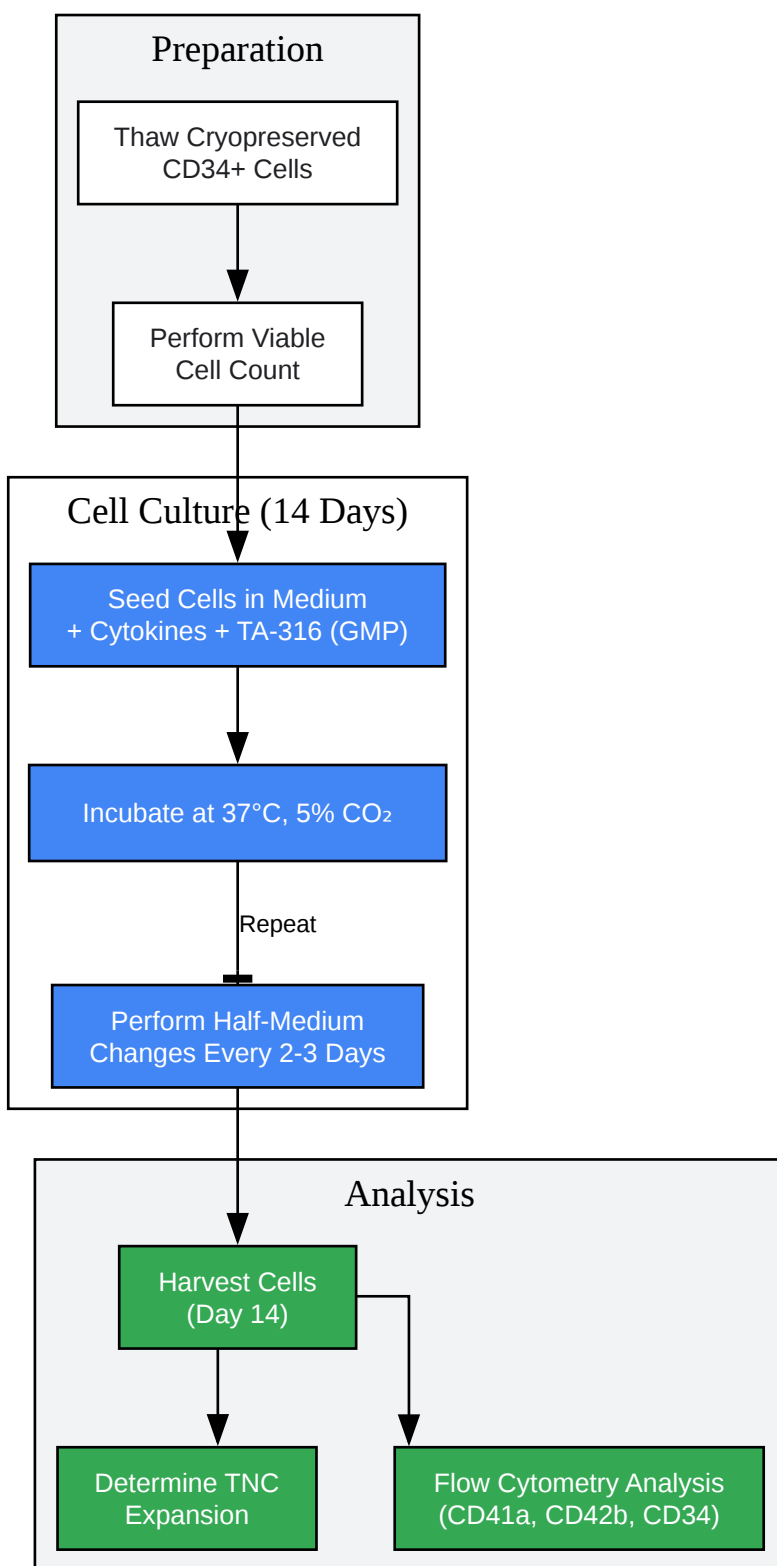 Preparation
Thaw Cryopreserved
CD34+ Cells
Perform Viable
Cell Count
Cell Culture (14 Days)
Seed Cells in Medium
+ Cytokines + TA-316 (GMP)
Incubate at 37°C, 5% CO₂
Repeat
Perform Half-Medium
Changes Every 2-3 Days
Analysis
Harvest Cells
(Day 14)
Determine TNC
Expansion
Flow Cytometry Analysis
(CD41a, CD42b, CD34)